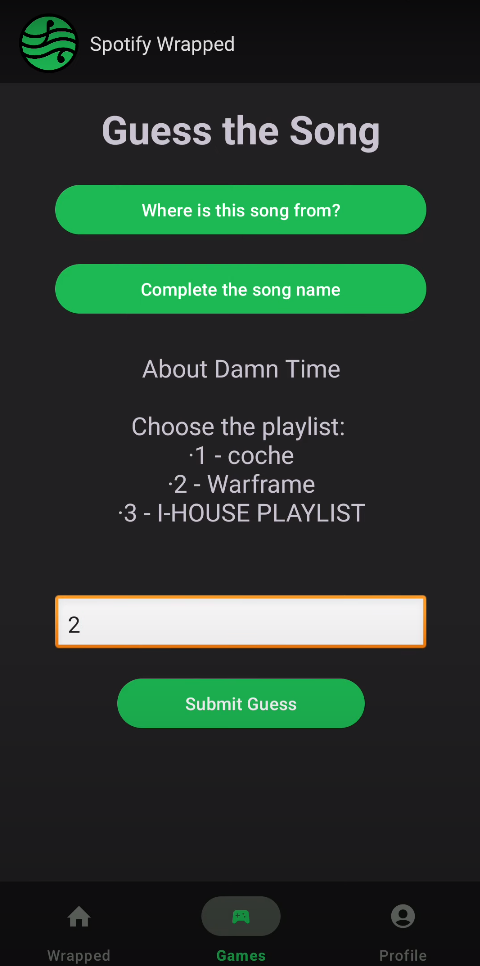 Spotify Wrapped
Guess the Song
Where is this song from?
Complete the song name
About Damn Time
Choose the playlist:
·1 - coche
·2 - Warframe
·3 - I-HOUSE PLAYLIST
2
Submit Guess
Wrapped
Games
Profile